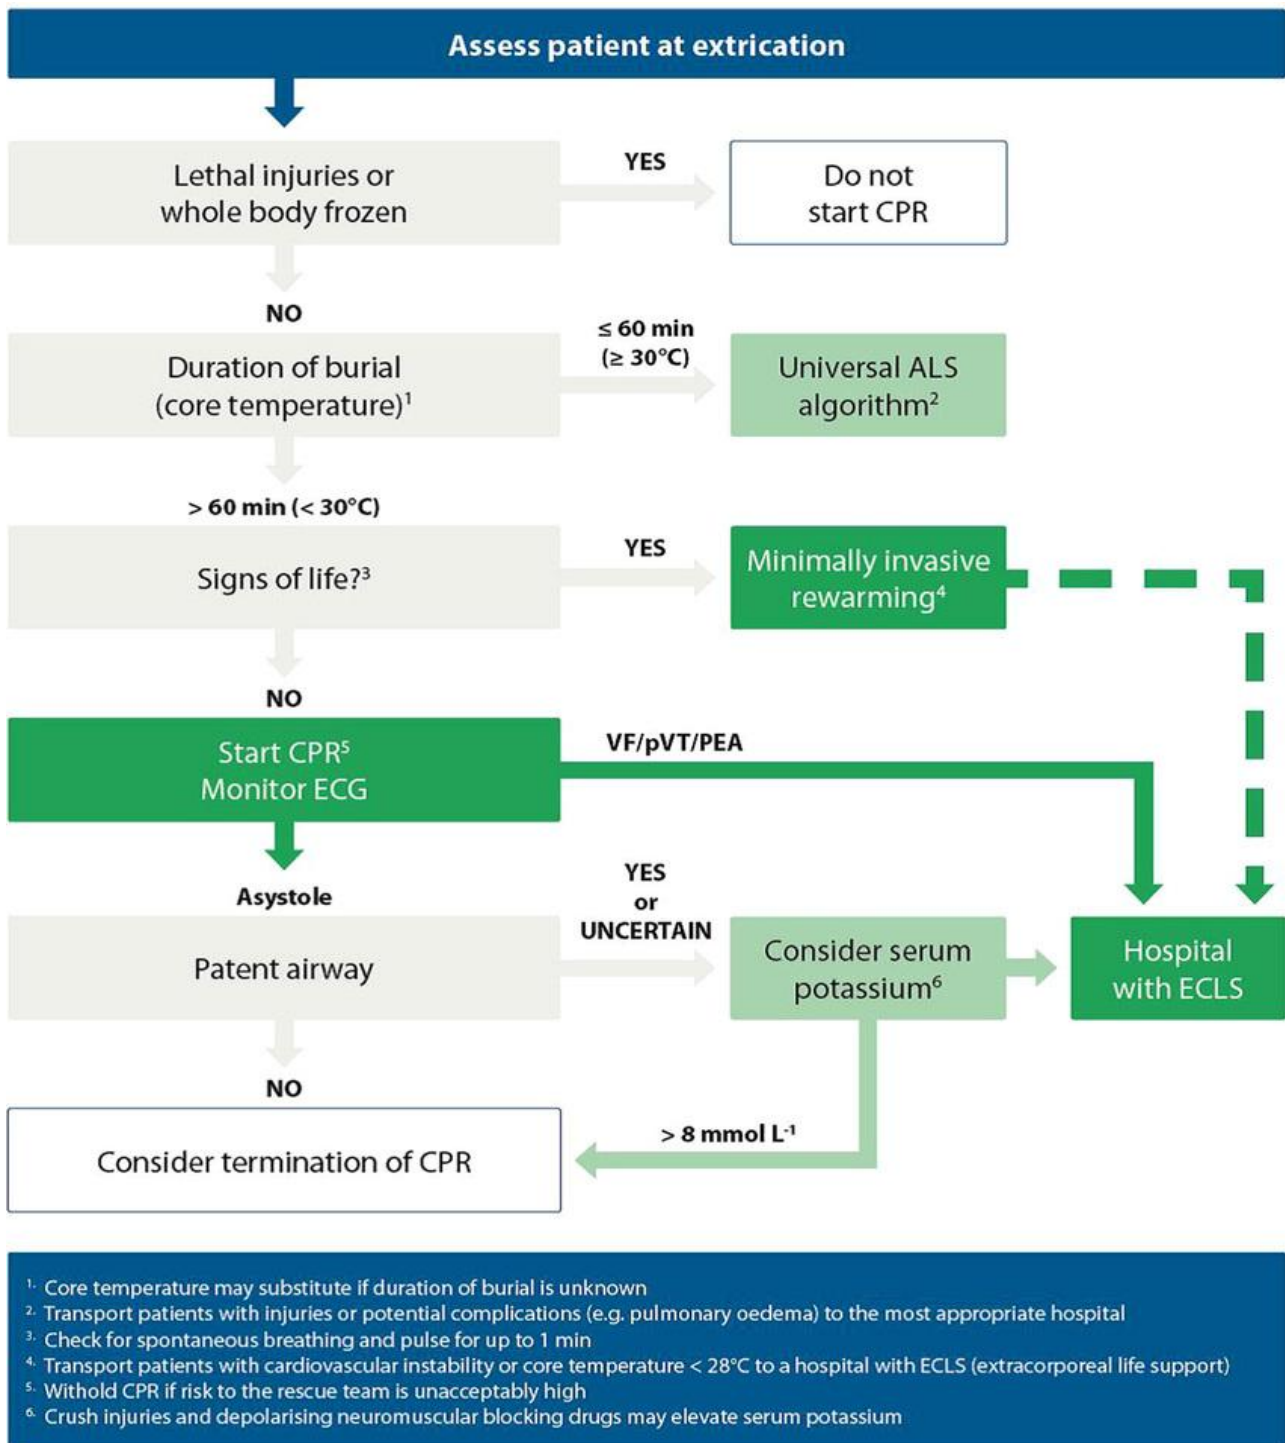 Assess patient at extrication
Lethal injuries or
whole body frozen
YES
Do not
start CPR
NO
Duration of burial
(core temperature)¹
≤ 60 min
(≥ 30°C)
Universal ALS
algorithm²
> 60 min (< 30°C)
Signs of life?³
YES
Minimally invasive
rewarming⁴
NO
Start CPR⁵
Monitor ECG
VF/pVT/PEA
Asystole
Patent airway
YES
or
UNCERTAIN
Consider serum
potassium⁶
Hospital
with ECLS
NO
Consider termination of CPR
> 8 mmol L⁻¹
¹· Core temperature may substitute if duration of burial is unknown
²· Transport patients with injuries or potential complications (e.g. pulmonary oedema) to the most appropriate hospital
³· Check for spontaneous breathing and pulse for up to 1 min
⁴· Transport patients with cardiovascular instability or core temperature < 28°C to a hospital with ECLS (extracorporeal life support)
⁵· Withold CPR if risk to the rescue team is unacceptably high
⁶· Crush injuries and depolarising neuromuscular blocking drugs may elevate serum potassium